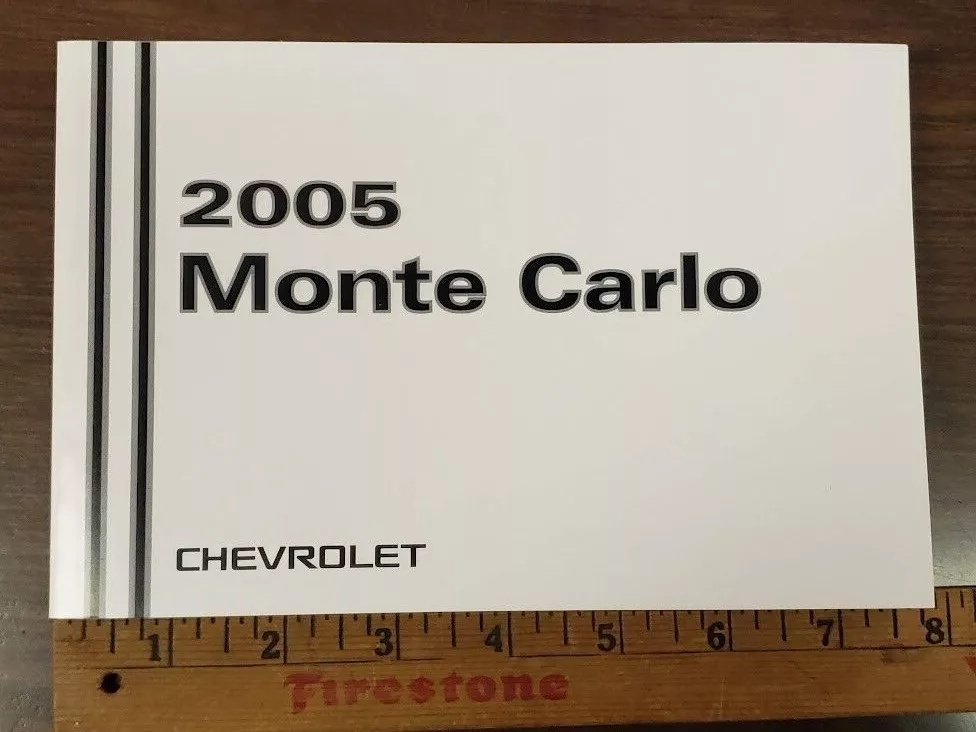 2005
Monte Carlo
CHEVROLET
1 2 3 4 5 6 7 8
Firestone